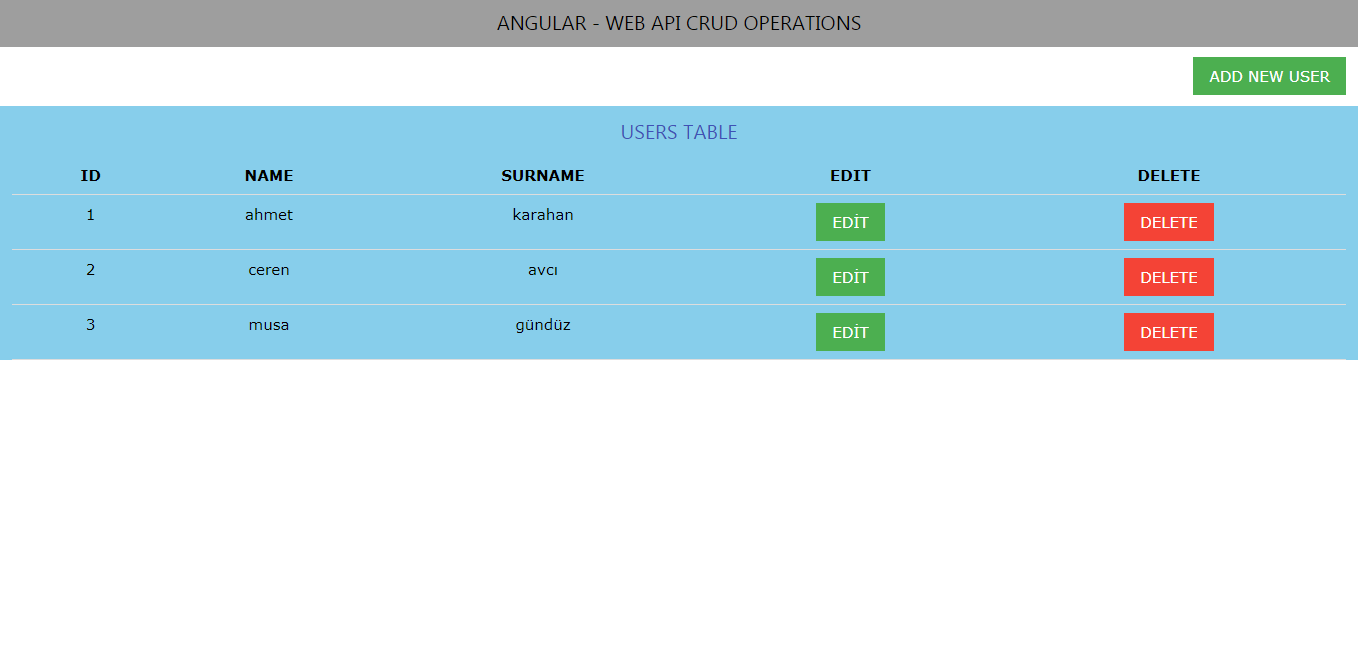 ANGULAR - WEB API CRUD OPERATIONS
ADD NEW USER
USERS TABLE
ID NAME SURNAME EDIT DELETE
1 ahmet karahan EDİT DELETE
2 ceren avcı EDİT DELETE
3 musa gündüz EDİT DELETE